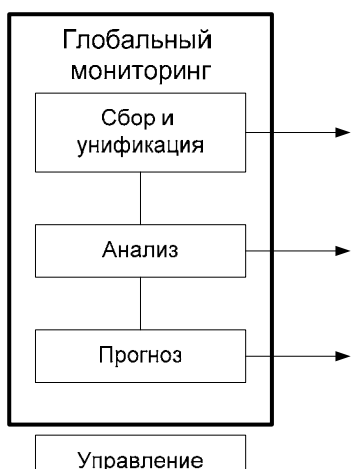 Глобальный
мониторинг
Сбор и
унификация
Анализ
Прогноз
Управление